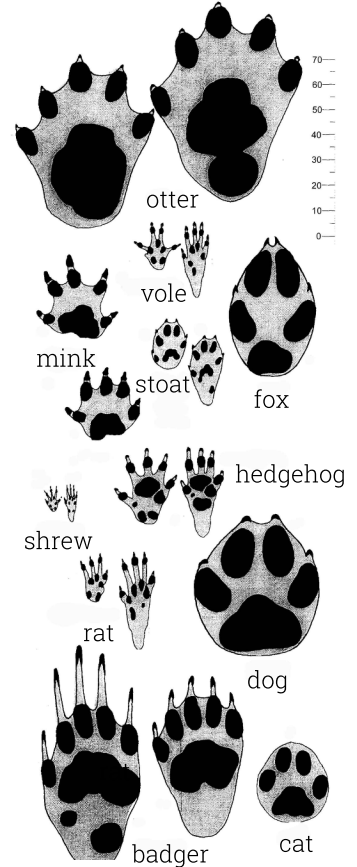 70
60
50
40
30
20
10
0
otter
vole
mink
stoat
fox
hedgehog
shrew
rat
dog
badger
cat